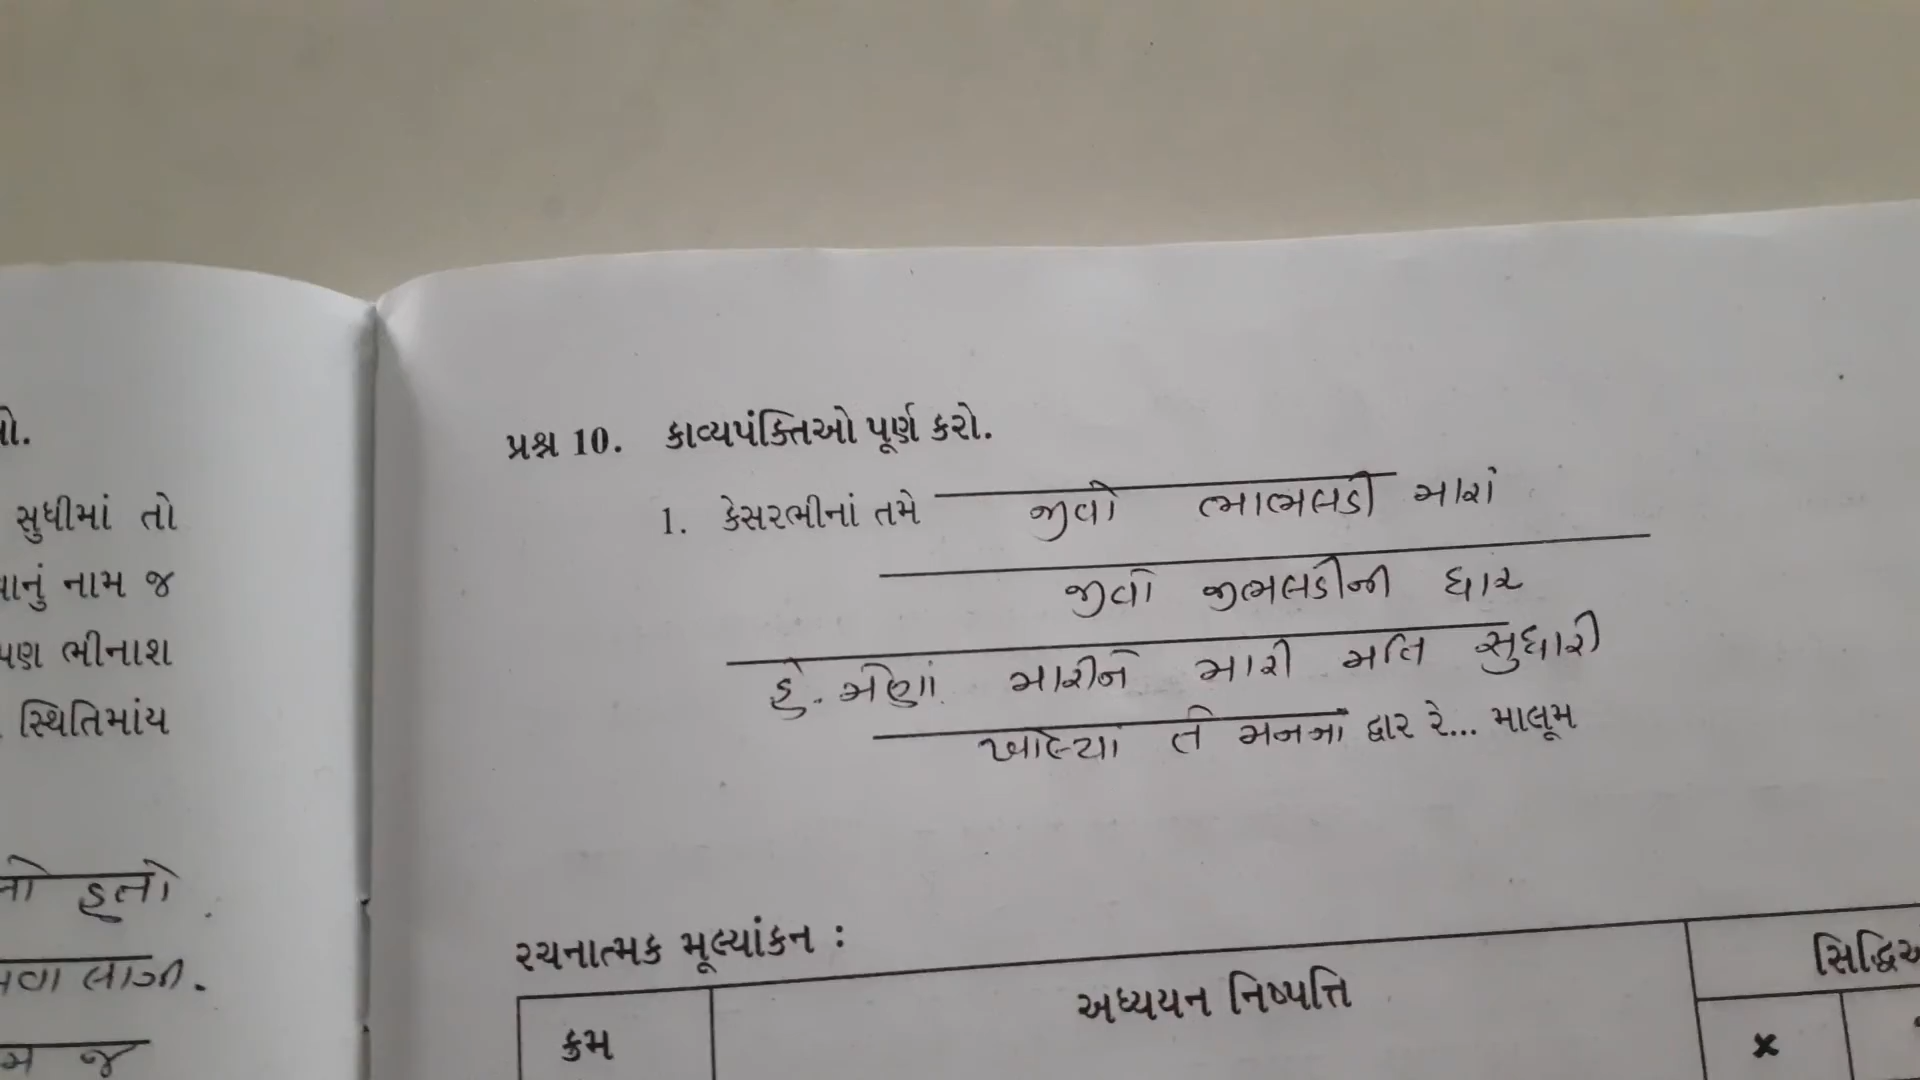 યો.
સુધીમાં તો
વાનું નામ જ
પણ ભીનાશ
સ્થિતિમાંય
હતો.
લાગી.
જ
પ્રશ્ન 10. કાવ્યપંક્તિઓ પૂર્ણ કરો.
1. કેસરભીનાં તમે જીવો ભાભલડી મારાં
જીવો જીભલડીની ધાર
હે. મેણાં મારીને મારી મતિ સુધારી
ખોલ્યાં તે મનનાં દ્વાર રે... માલૂમ
રચનાત્મક મૂલ્યાંકન :
ક્રમ
અધ્યયન નિષ્પત્તિ
×